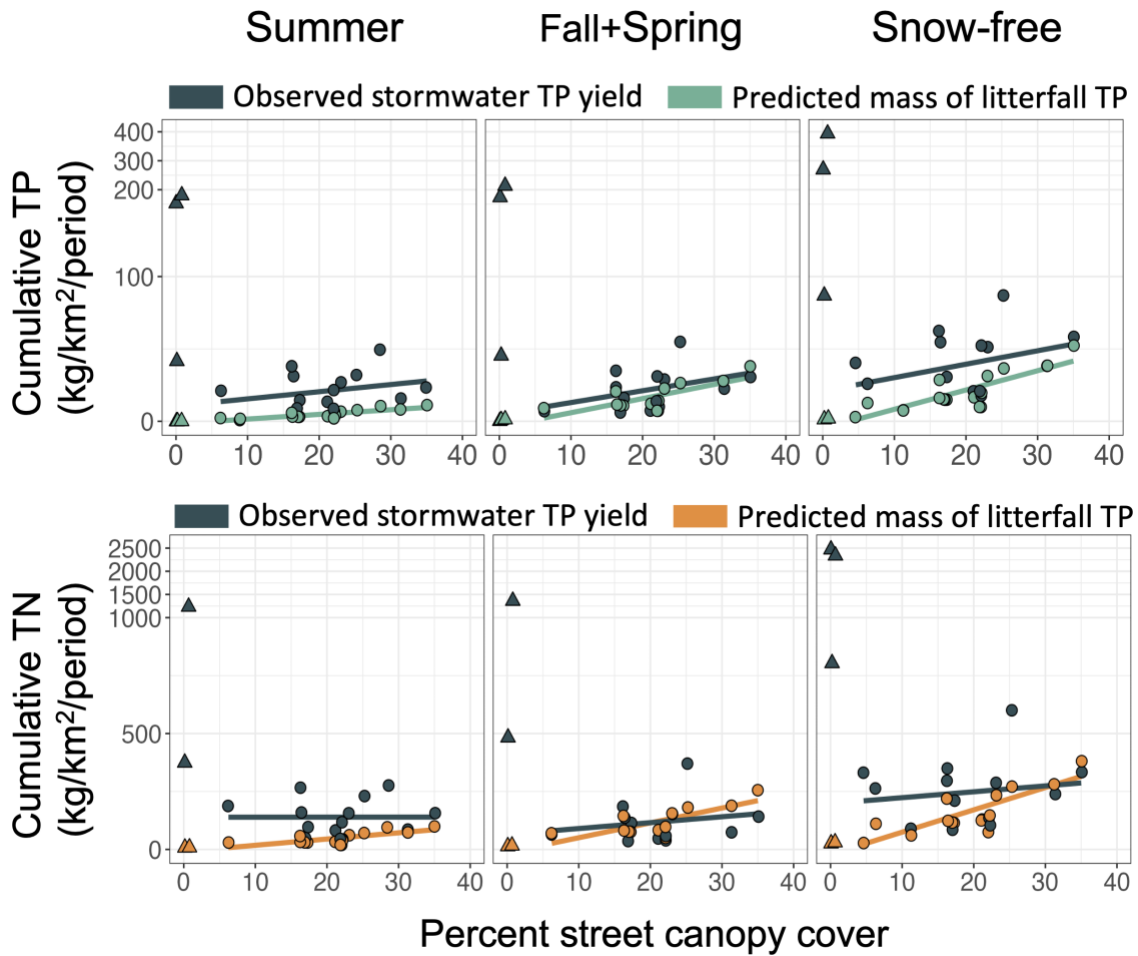 Summer Fall+Spring Snow-free
Observed stormwater TP yield Predicted mass of litterfall TP
Cumulative TP
(kg/km²/period)
400
300
200
100
0
0 10 20 30 40 0 10 20 30 40 0 10 20 30 40
Observed stormwater TP yield Predicted mass of litterfall TP
Cumulative TN
(kg/km²/period)
2500
2000
1500
1000
500
0
0 10 20 30 40 0 10 20 30 40 0 10 20 30 40
Percent street canopy cover